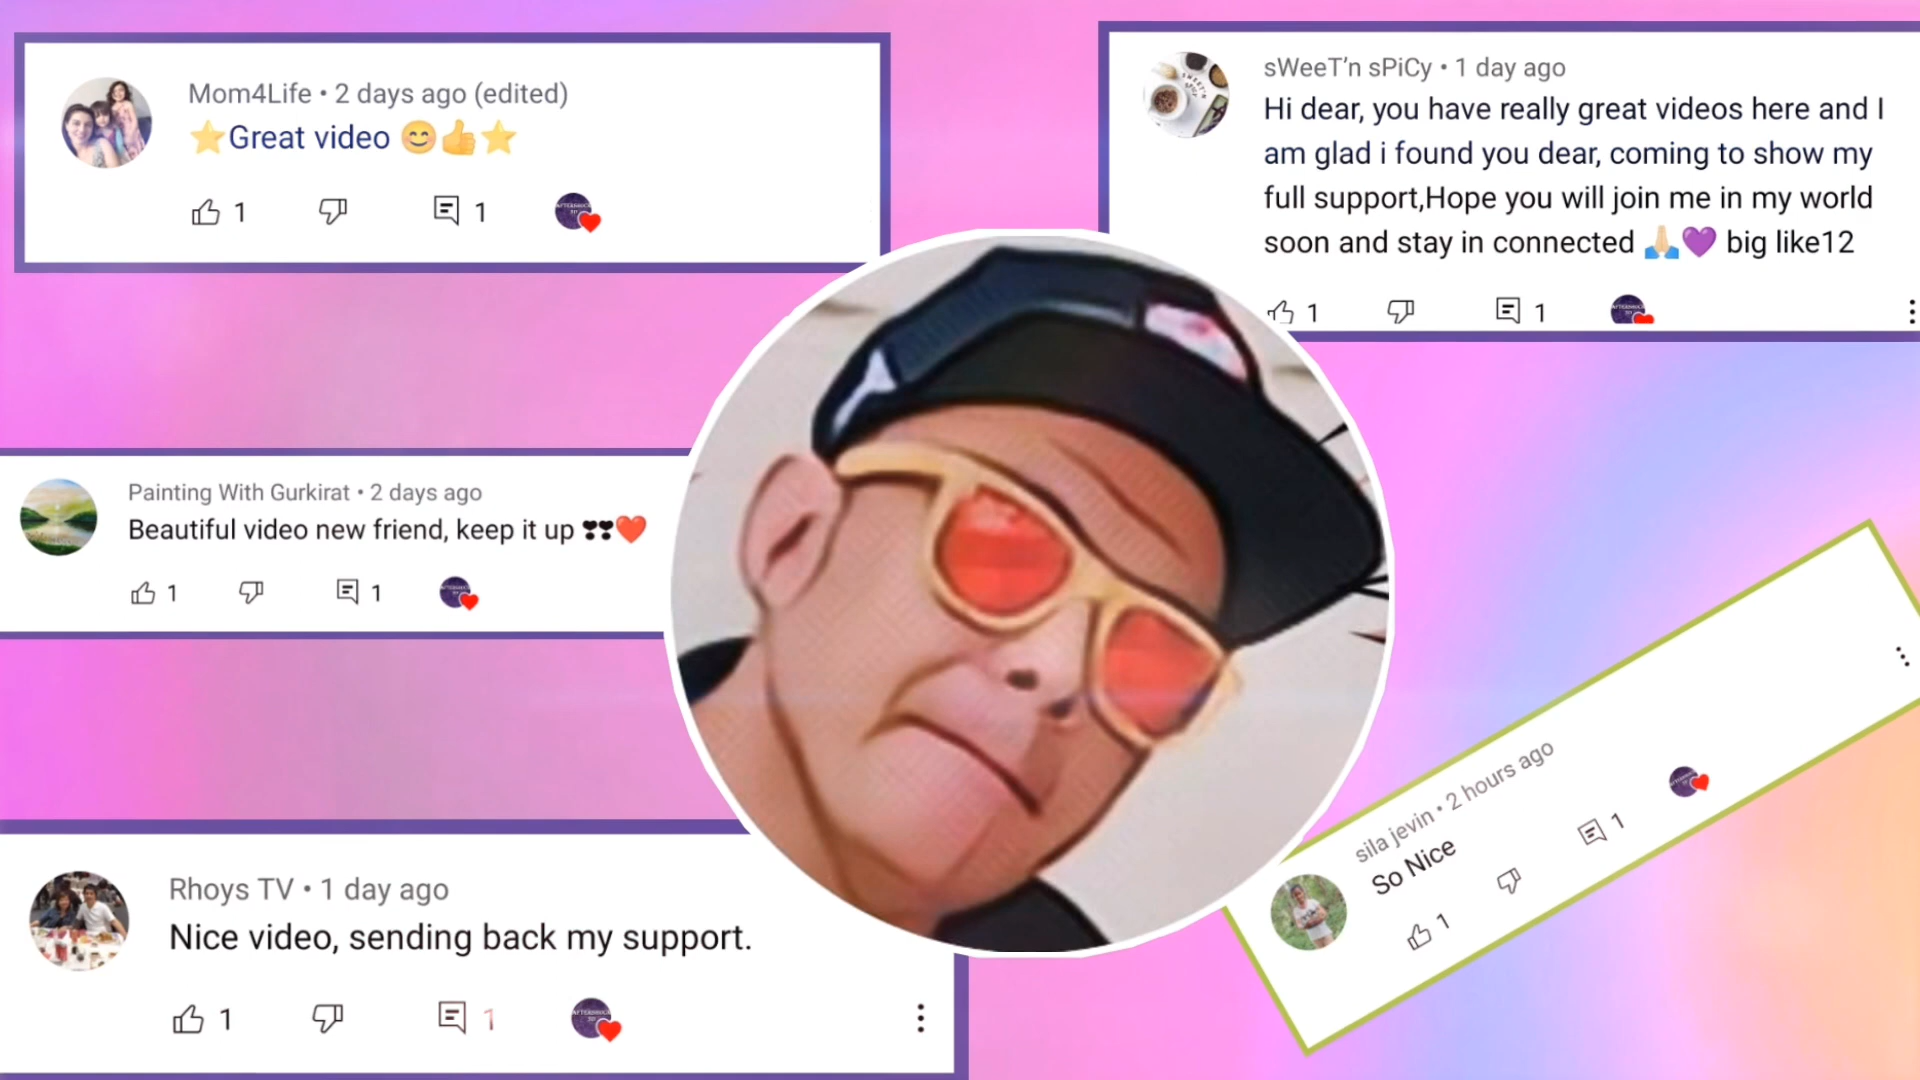 Mom4Life • 2 days ago (edited)
⭐Great video 😊👍⭐
1 1
sWeeT'n sPiCy • 1 day ago
Hi dear, you have really great videos here and I
am glad i found you dear, coming to show my
full support,Hope you will join me in my world
soon and stay in connected 🙏🏻💜 big like12
1 1
Painting With Gurkirat • 2 days ago
Beautiful video new friend, keep it up ❣❣❤️
1 1
Rhoys TV • 1 day ago
Nice video, sending back my support.
1 1
sila jevin • 2 hours ago
So Nice
1 1